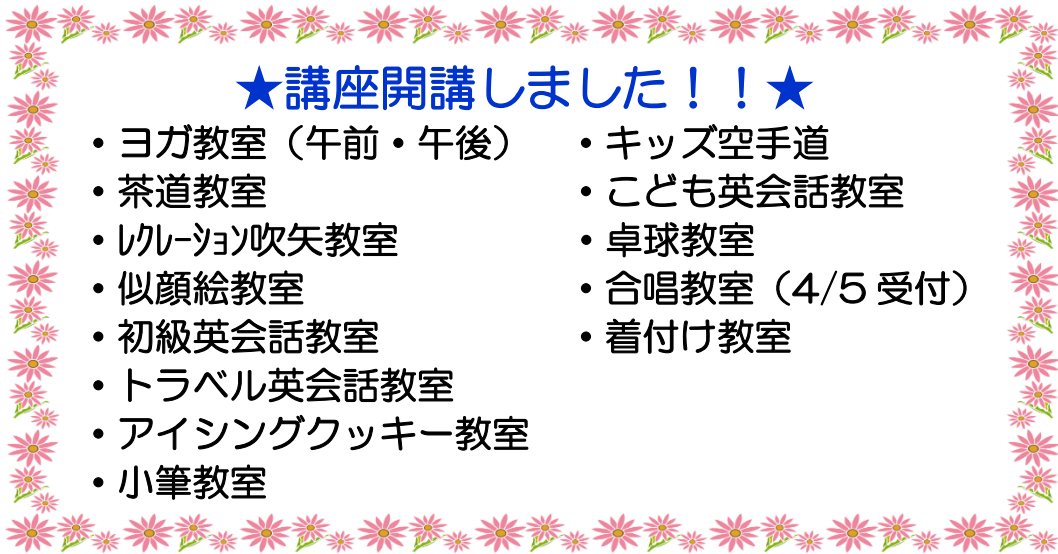 ★講座開講しました！！★
・ヨガ教室（午前・午後）
・茶道教室
・ﾚｸﾚｰｼｮﾝ吹矢教室
・似顔絵教室
・初級英会話教室
・トラベル英会話教室
・アイシングクッキー教室
・小筆教室
・キッズ空手道
・こども英会話教室
・卓球教室
・合唱教室（4/5受付）
・着付け教室